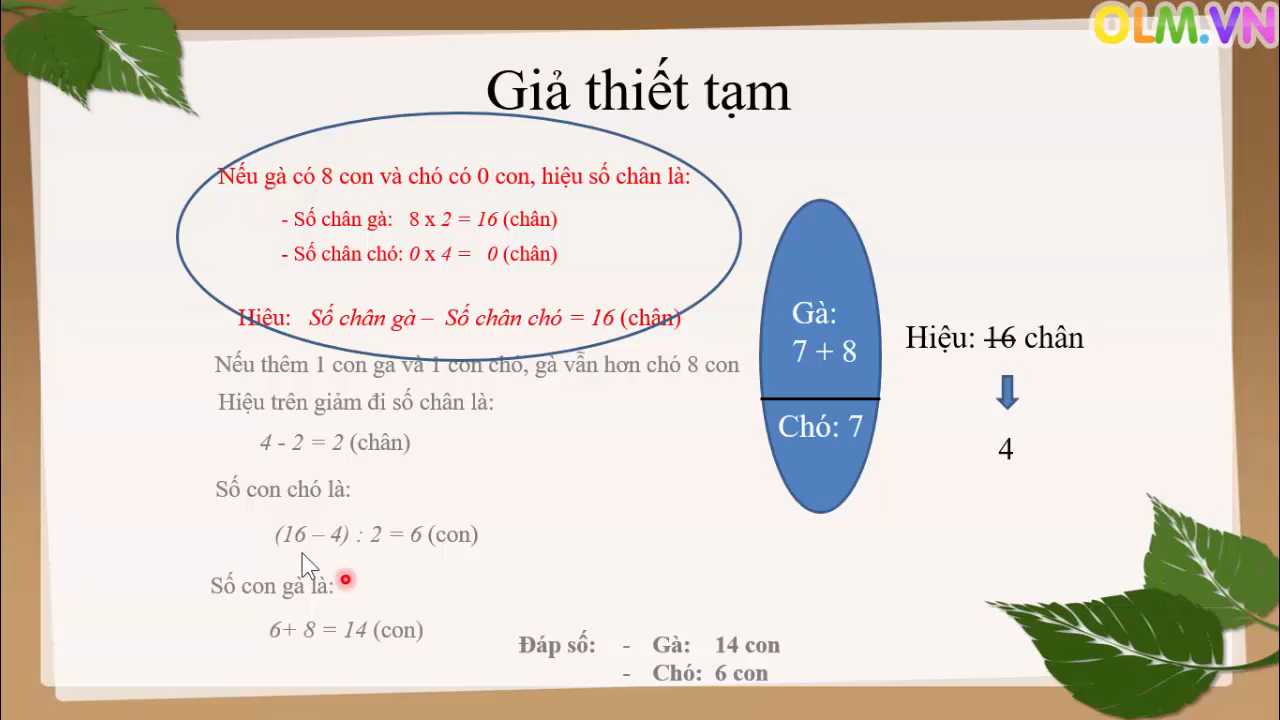 OLM.VN
Giả thiết tạm
Nếu gà có 8 con và chó có 0 con, hiệu số chân là:
- Số chân gà: 8 x 2 = 16 (chân)
- Số chân chó: 0 x 4 = 0 (chân)
Hiệu: Số chân gà – Số chân chó = 16 (chân)
Nếu thêm 1 con gà và 1 con chó, gà vẫn hơn chó 8 con
Hiệu trên giảm đi số chân là:
4 - 2 = 2 (chân)
Số con chó là:
(16 – 4) : 2 = 6 (con)
Số con gà là:
6+ 8 = 14 (con)
Đáp số: - Gà: 14 con
- Chó: 6 con
Gà:
7 + 8
Chó: 7
Hiệu: 16 chân
4